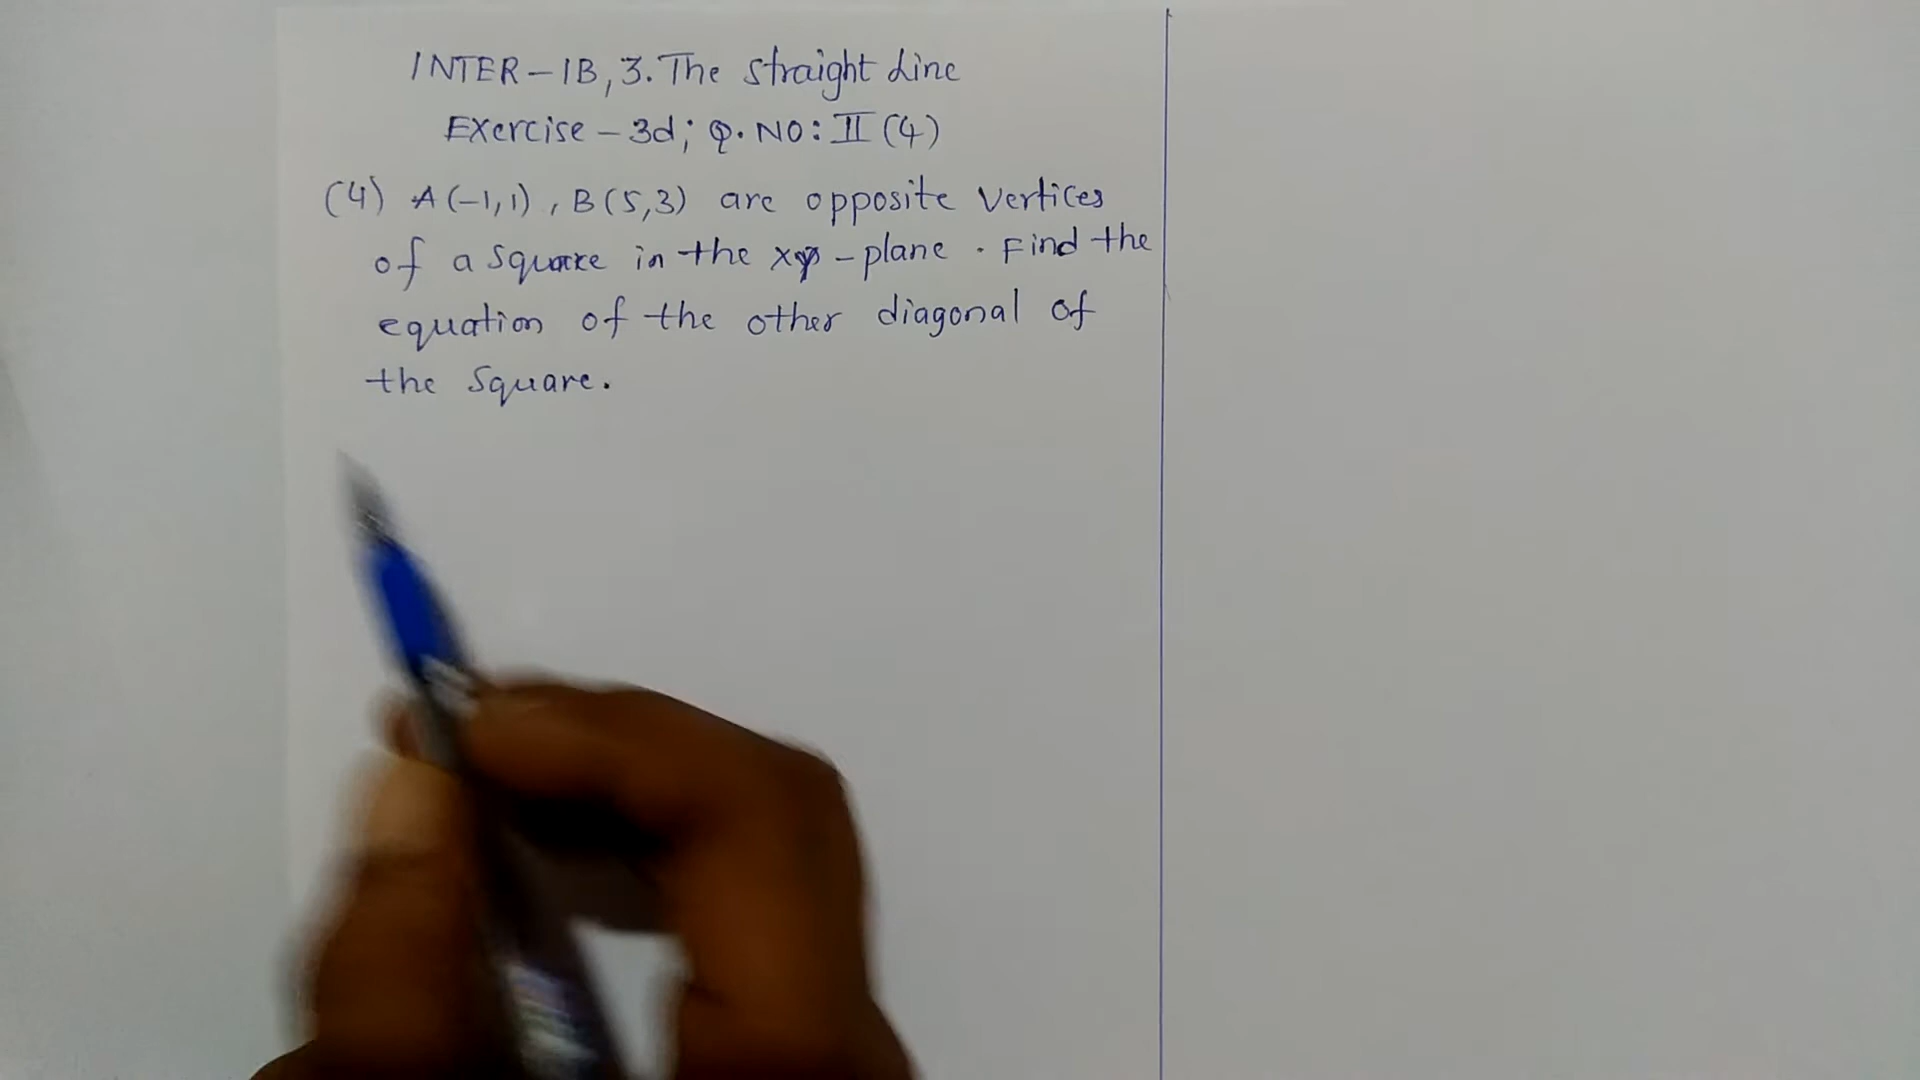 INTER - IB, 3. The straight Line
Exercise - 3d; Q. NO: II (4)
(4) A(-1,1), B(5,3) are opposite vertices
of a square in the xy - plane. Find the
equation of the other diagonal of
the square.